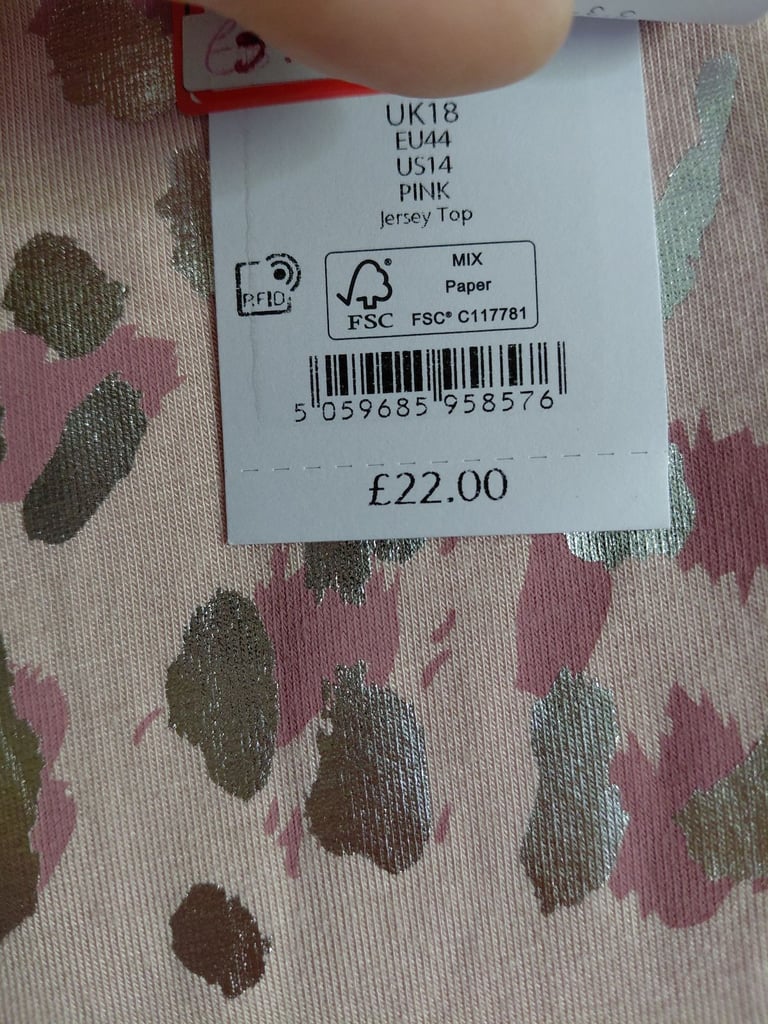 UK18
EU44
US14
PINK
Jersey Top
RFID
MIX
Paper
FSC® C117781
®
FSC
5 059685 958576
£22.00